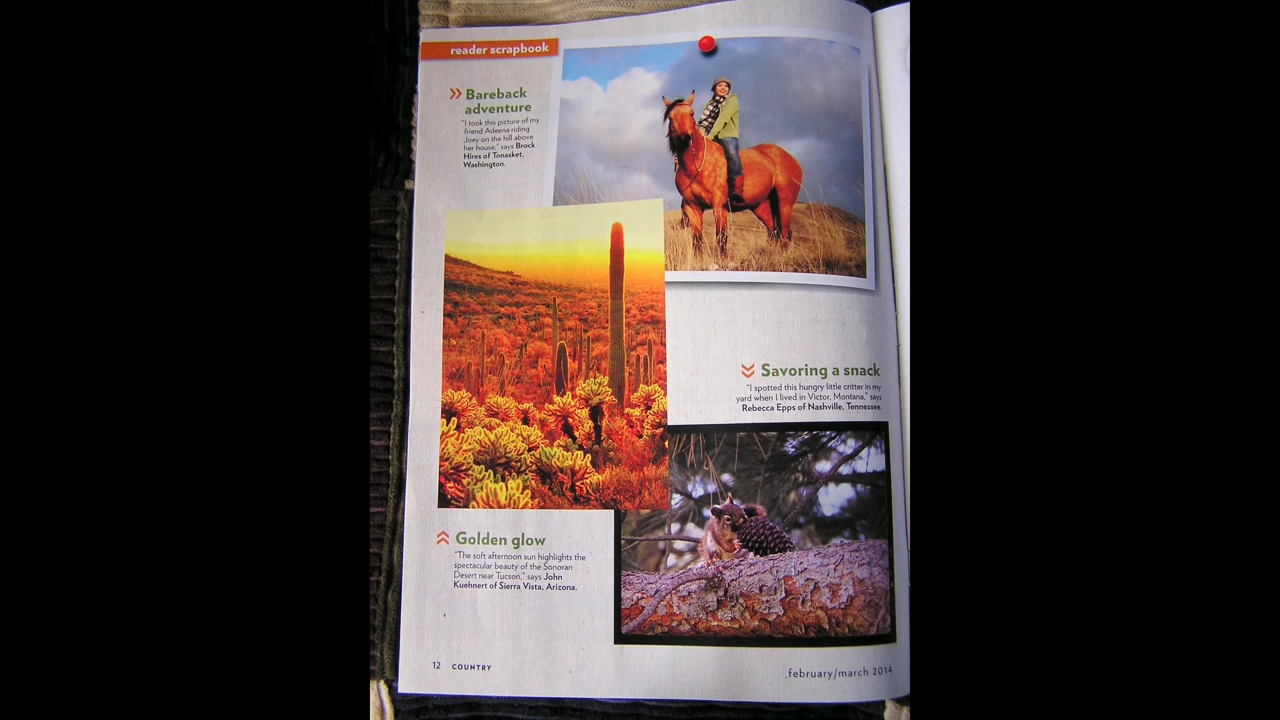 reader scrapbook
Bareback
adventure
"I took this picture of my
friend Adeena riding
Joey on the hill above
her house," says Brock
Hires of Tonasket,
Washington.
Savoring a snack
"I spotted this hungry little critter in my
yard when I lived in Victor, Montana," says
Rebecca Epps of Nashville, Tennessee.
Golden glow
"The soft afternoon sun highlights the
spectacular beauty of the Sonoran
Desert near Tucson," says John
Kuehnert of Sierra Vista, Arizona.
12 COUNTRY
february/march 2014